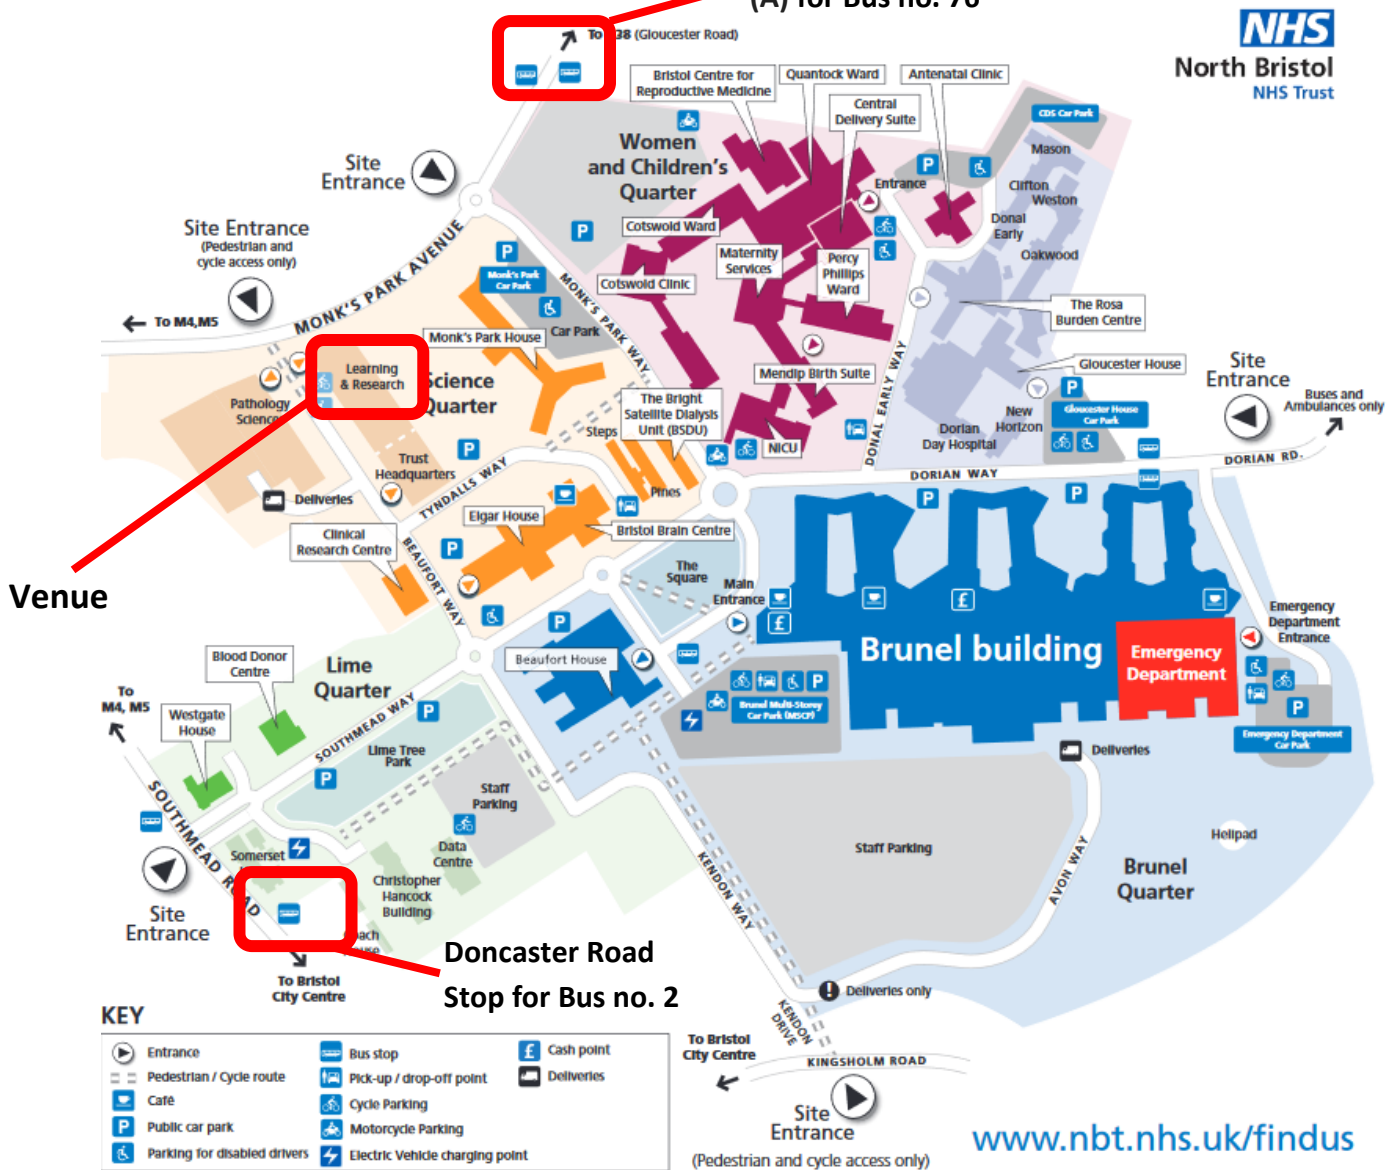 (A) for Bus no. 76
NHS
North Bristol
NHS Trust
To A38 (Gloucester Road)
Bristol Centre for
Reproductive Medicine
Quantock Ward
Antenatal Clinic
Central
Delivery Suite
CDS Car Park
Mason
Women
and Children's
Quarter
Site
Entrance
Entrance
Clifton
Weston
Donal
Early
Oakwood
Site Entrance
(Pedestrian and
cycle access only)
Cotswold Ward
Maternity
Services
Percy
Phillips
Ward
Monk's Park
Car Park
Cotswold Clinic
To M4,M5
MONK'S PARK AVENUE
MONK'S PARK WAY
The Rosa
Burden Centre
Monk's Park House
Car Park
Learning
& Research
Science
Quarter
Mendip Birth Suite
DONAL EARLY WAY
Gloucester House
Site
Entrance
Buses and
Ambulances only
Pathology
The Bright
Satellite Dialysis
Unit (BSDU)
New
Horizon
Gloucester House
Car Park
Dorian
Day Hospital
Steps
NICU
Trust
Headquarters
TYNDALLS WAY
DORIAN WAY
DORIAN RD.
Deliveries
Pines
Elgar House
Bristol Brain Centre
Clinical
Research Centre
BEAUFORT WAY
The
Square
Main
Entrance
Venue
Emergency
Department
Entrance
Brunel building
Emergency
Department
Blood Donor
Centre
Lime
Quarter
Beaufort House
To
M4, M5
Westgate
House
SOUTHMEAD WAY
Brunel Multi-Storey
Car Park (MSCP)
Emergency Department
Car Park
Lime Tree
Park
Deliveries
Staff
Parking
SOUTHMEAD ROAD
Somerset
Data
Centre
Staff Parking
Helipad
Christopher
Hancock
Building
KENDON WAY
AVON WAY
Brunel
Quarter
Site
Entrance
Doncaster Road
Stop for Bus no. 2
To Bristol
City Centre
Deliveries only
KENDON
DRIVE
To Bristol
City Centre
KINGSHOLM ROAD
Site
Entrance
(Pedestrian and cycle access only)
www.nbt.nhs.uk/findus
KEY
Entrance
Pedestrian / Cycle route
Café
P Public car park
Parking for disabled drivers
Bus stop
Pick-up / drop-off point
Cycle Parking
Motorcycle Parking
Electric Vehicle charging point
£ Cash point
Deliveries